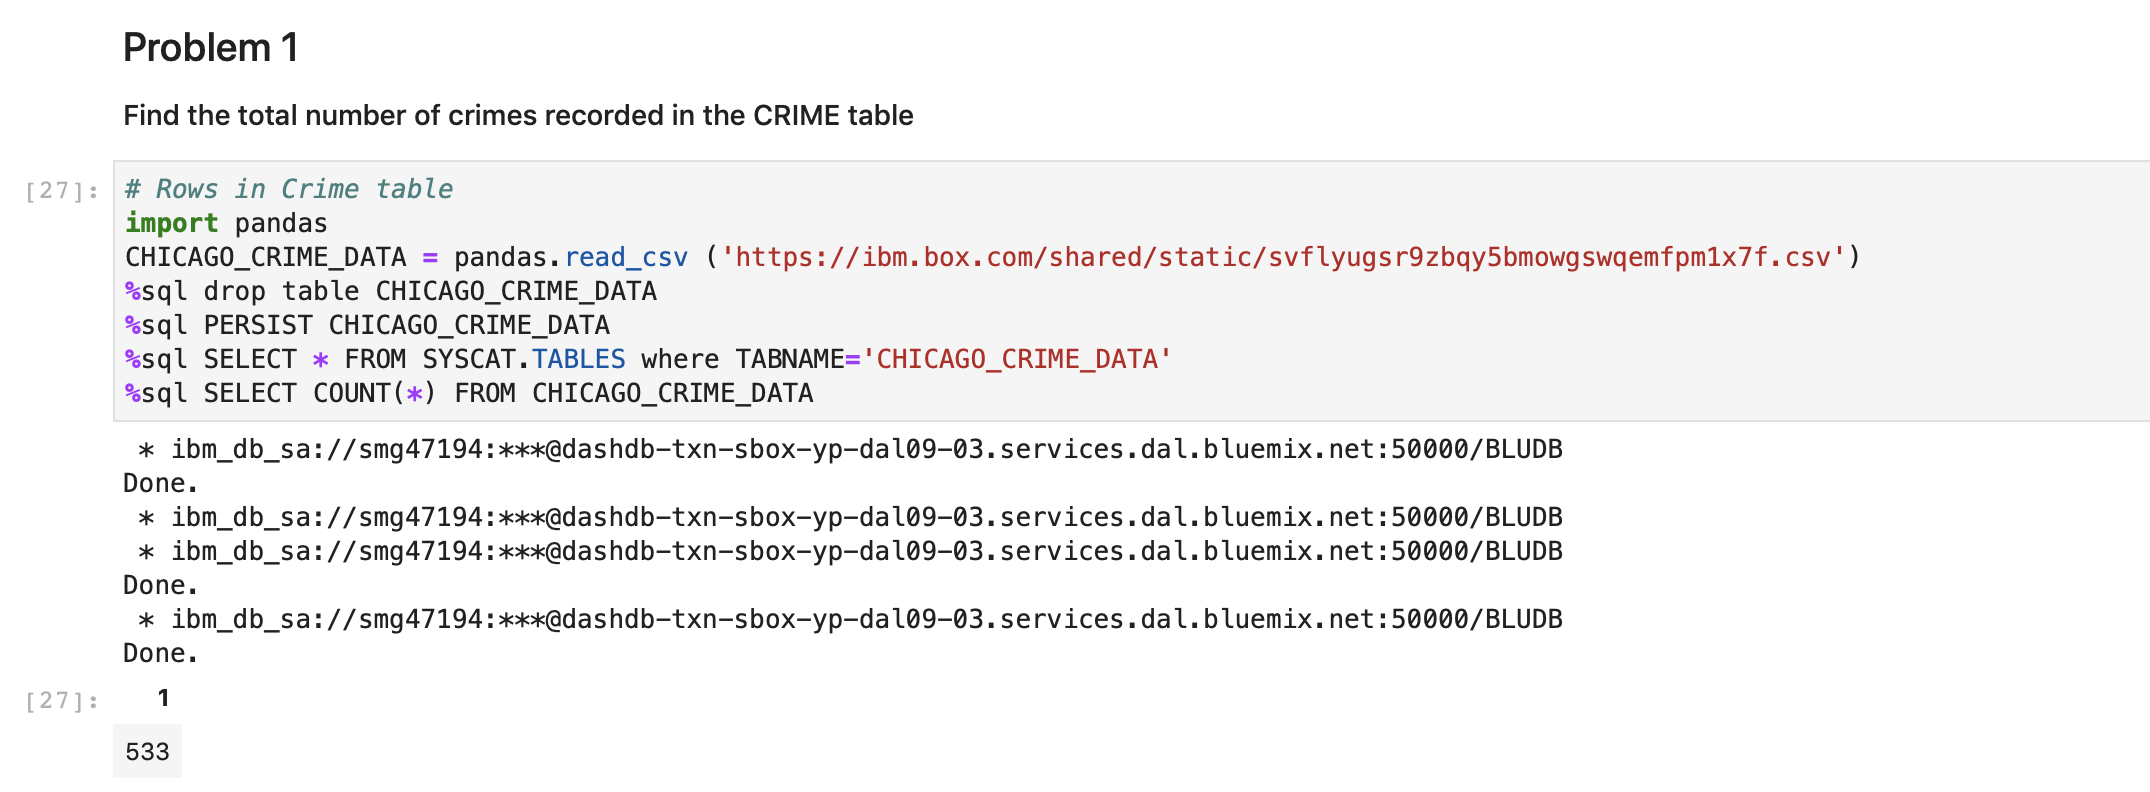 Problem 1
Find the total number of crimes recorded in the CRIME table
[27]: # Rows in Crime table
import pandas
CHICAGO_CRIME_DATA = pandas.read_csv ('https://ibm.box.com/shared/static/svflyugsr9zbqy5bmowgswqemfpm1x7f.csv')
%sql drop table CHICAGO_CRIME_DATA
%sql PERSIST CHICAGO_CRIME_DATA
%sql SELECT * FROM SYSCAT.TABLES where TABNAME='CHICAGO_CRIME_DATA'
%sql SELECT COUNT(*) FROM CHICAGO_CRIME_DATA
* ibm_db_sa://smg47194:***@dashdb-txn-sbox-yp-dal09-03.services.dal.bluemix.net:50000/BLUDB
Done.
* ibm_db_sa://smg47194:***@dashdb-txn-sbox-yp-dal09-03.services.dal.bluemix.net:50000/BLUDB
* ibm_db_sa://smg47194:***@dashdb-txn-sbox-yp-dal09-03.services.dal.bluemix.net:50000/BLUDB
Done.
* ibm_db_sa://smg47194:***@dashdb-txn-sbox-yp-dal09-03.services.dal.bluemix.net:50000/BLUDB
Done.
[27]: 1
533